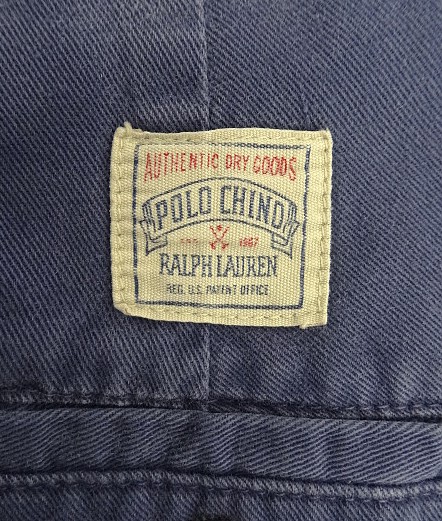 AUTHENTIC DRY GOODS
POLO CHINO
EST. 1967
RALPH LAUREN
REG. U.S. PATENT OFFICE